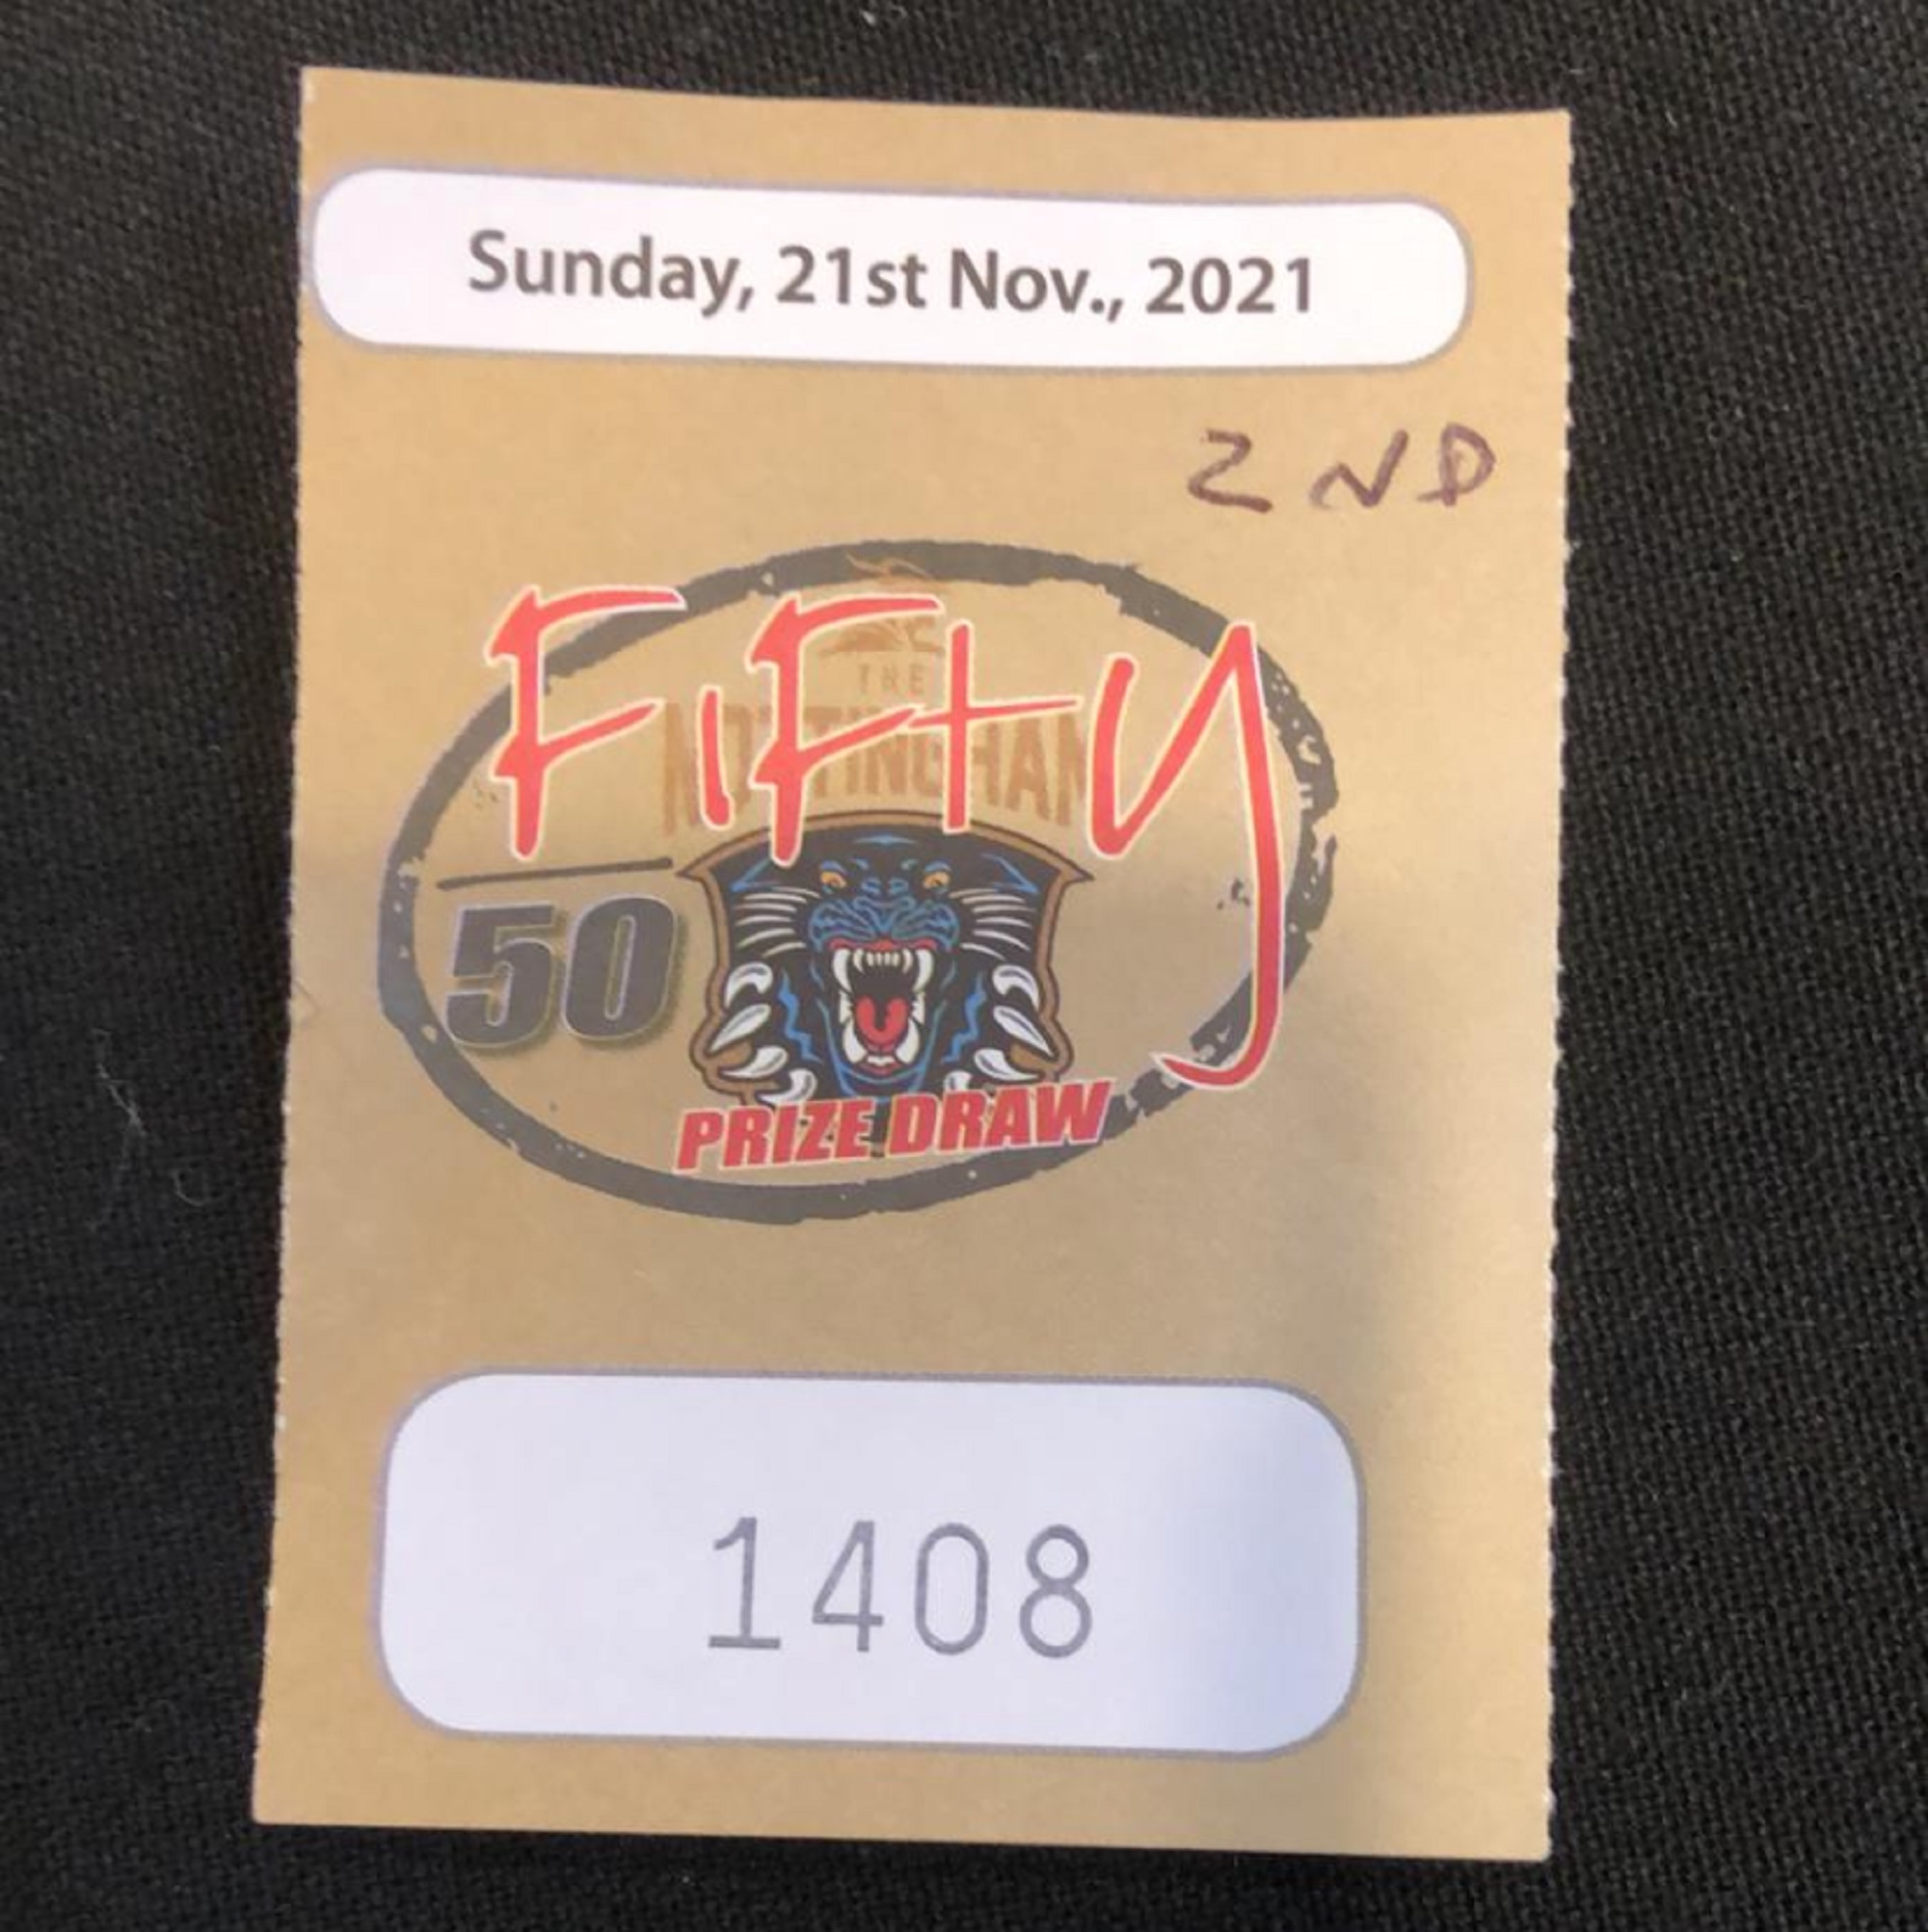 Sunday, 21st Nov., 2021
2ND
FiFty
THE
NOTTINGHAM
50
PRIZE DRAW
1408